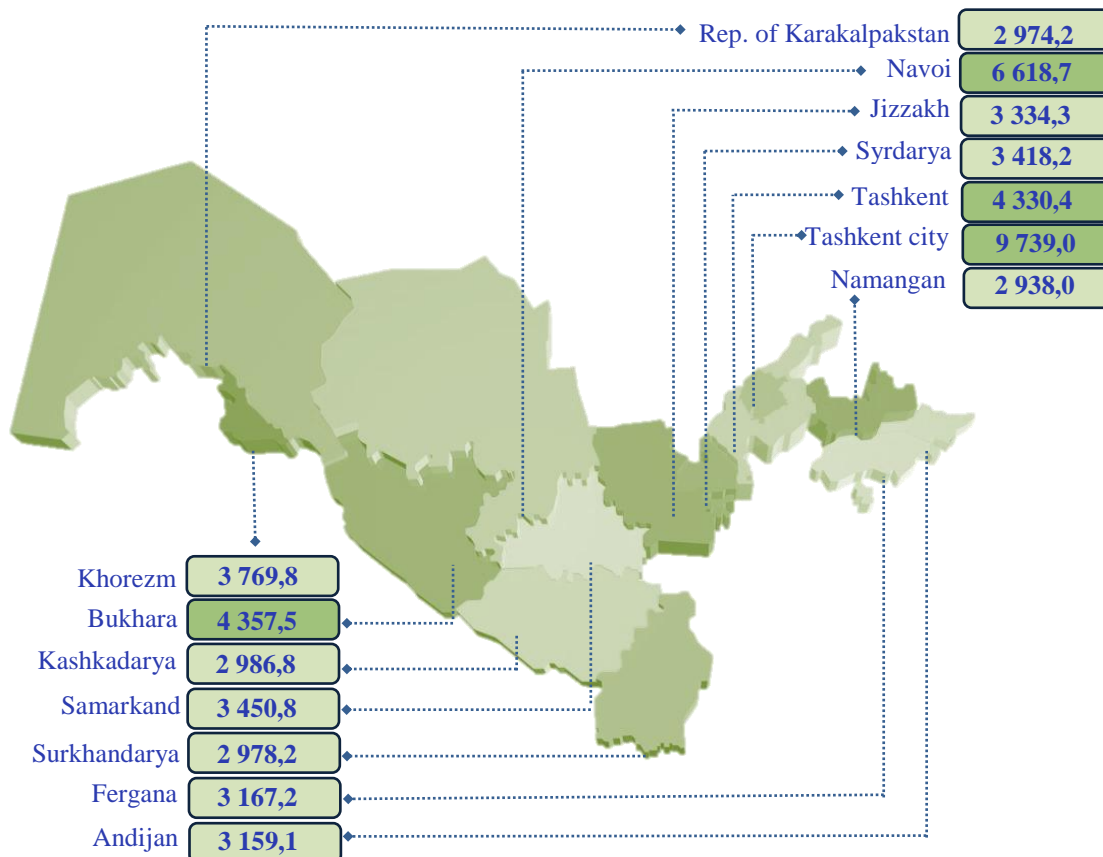 Rep. of Karakalpakstan 2 974,2
Navoi 6 618,7
Jizzakh 3 334,3
Syrdarya 3 418,2
Tashkent 4 330,4
Tashkent city 9 739,0
Namangan 2 938,0
Khorezm 3 769,8
Bukhara 4 357,5
Kashkadarya 2 986,8
Samarkand 3 450,8
Surkhandarya 2 978,2
Fergana 3 167,2
Andijan 3 159,1